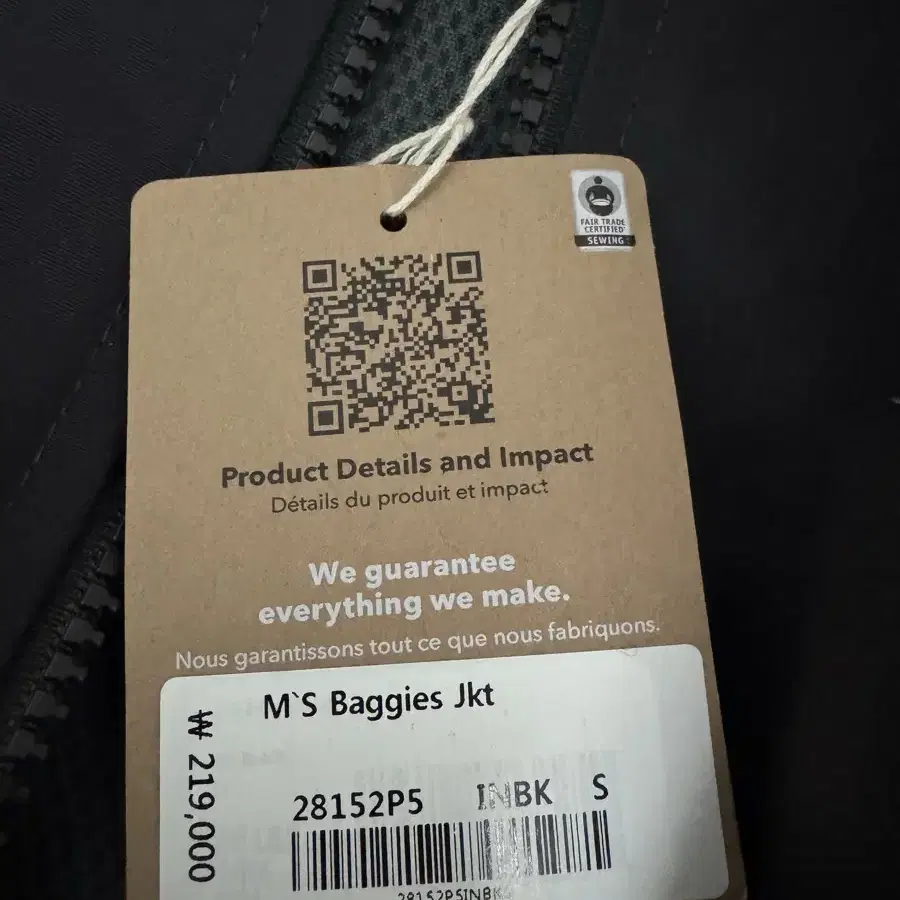 FAIR TRADE
CERTIFIED
SEWING
Product Details and Impact
Détails du produit et impact
We guarantee
everything we make.
Nous garantissons tout ce que nous fabriquons.
M`S Baggies Jkt
₩ 219,000
28152P5 INBK S